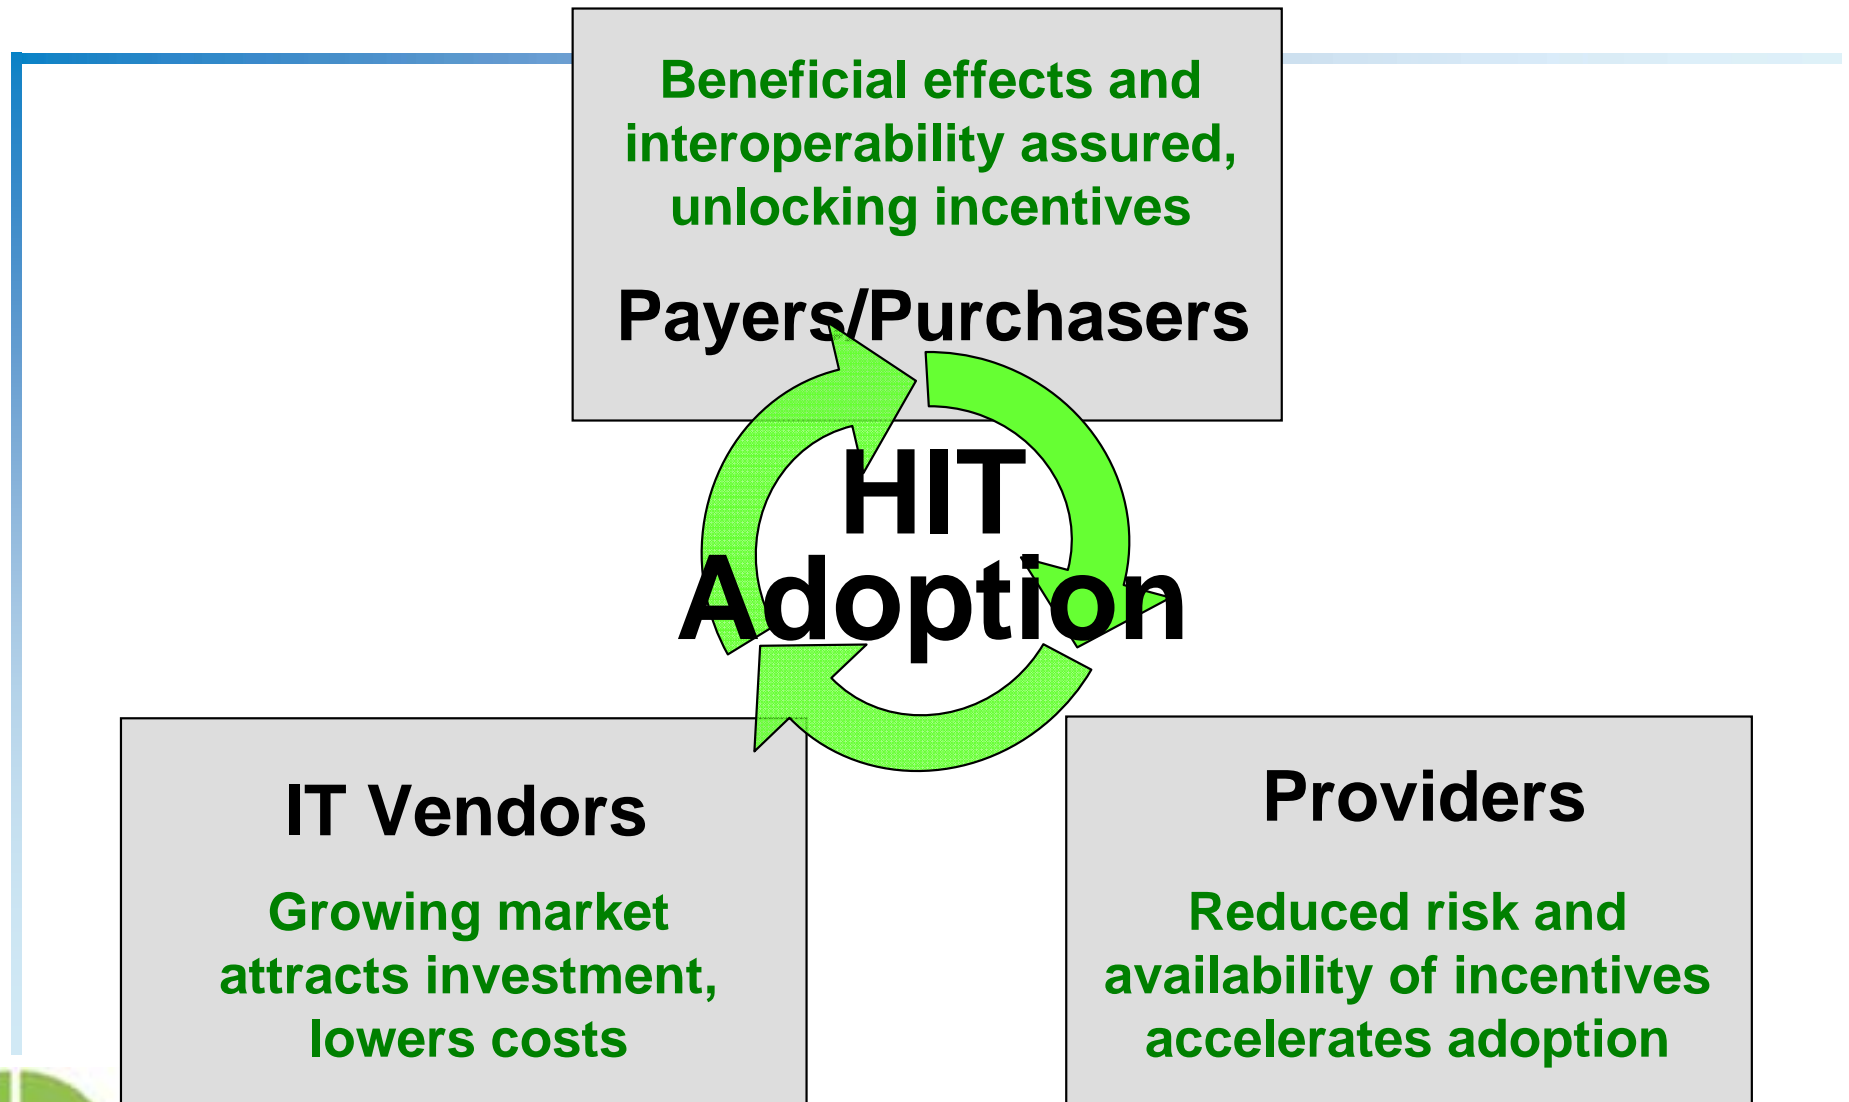 Beneficial effects and
interoperability assured,
unlocking incentives
Payers/Purchasers
HIT
Adoption
IT Vendors
Growing market
attracts investment,
lowers costs
Providers
Reduced risk and
availability of incentives
accelerates adoption